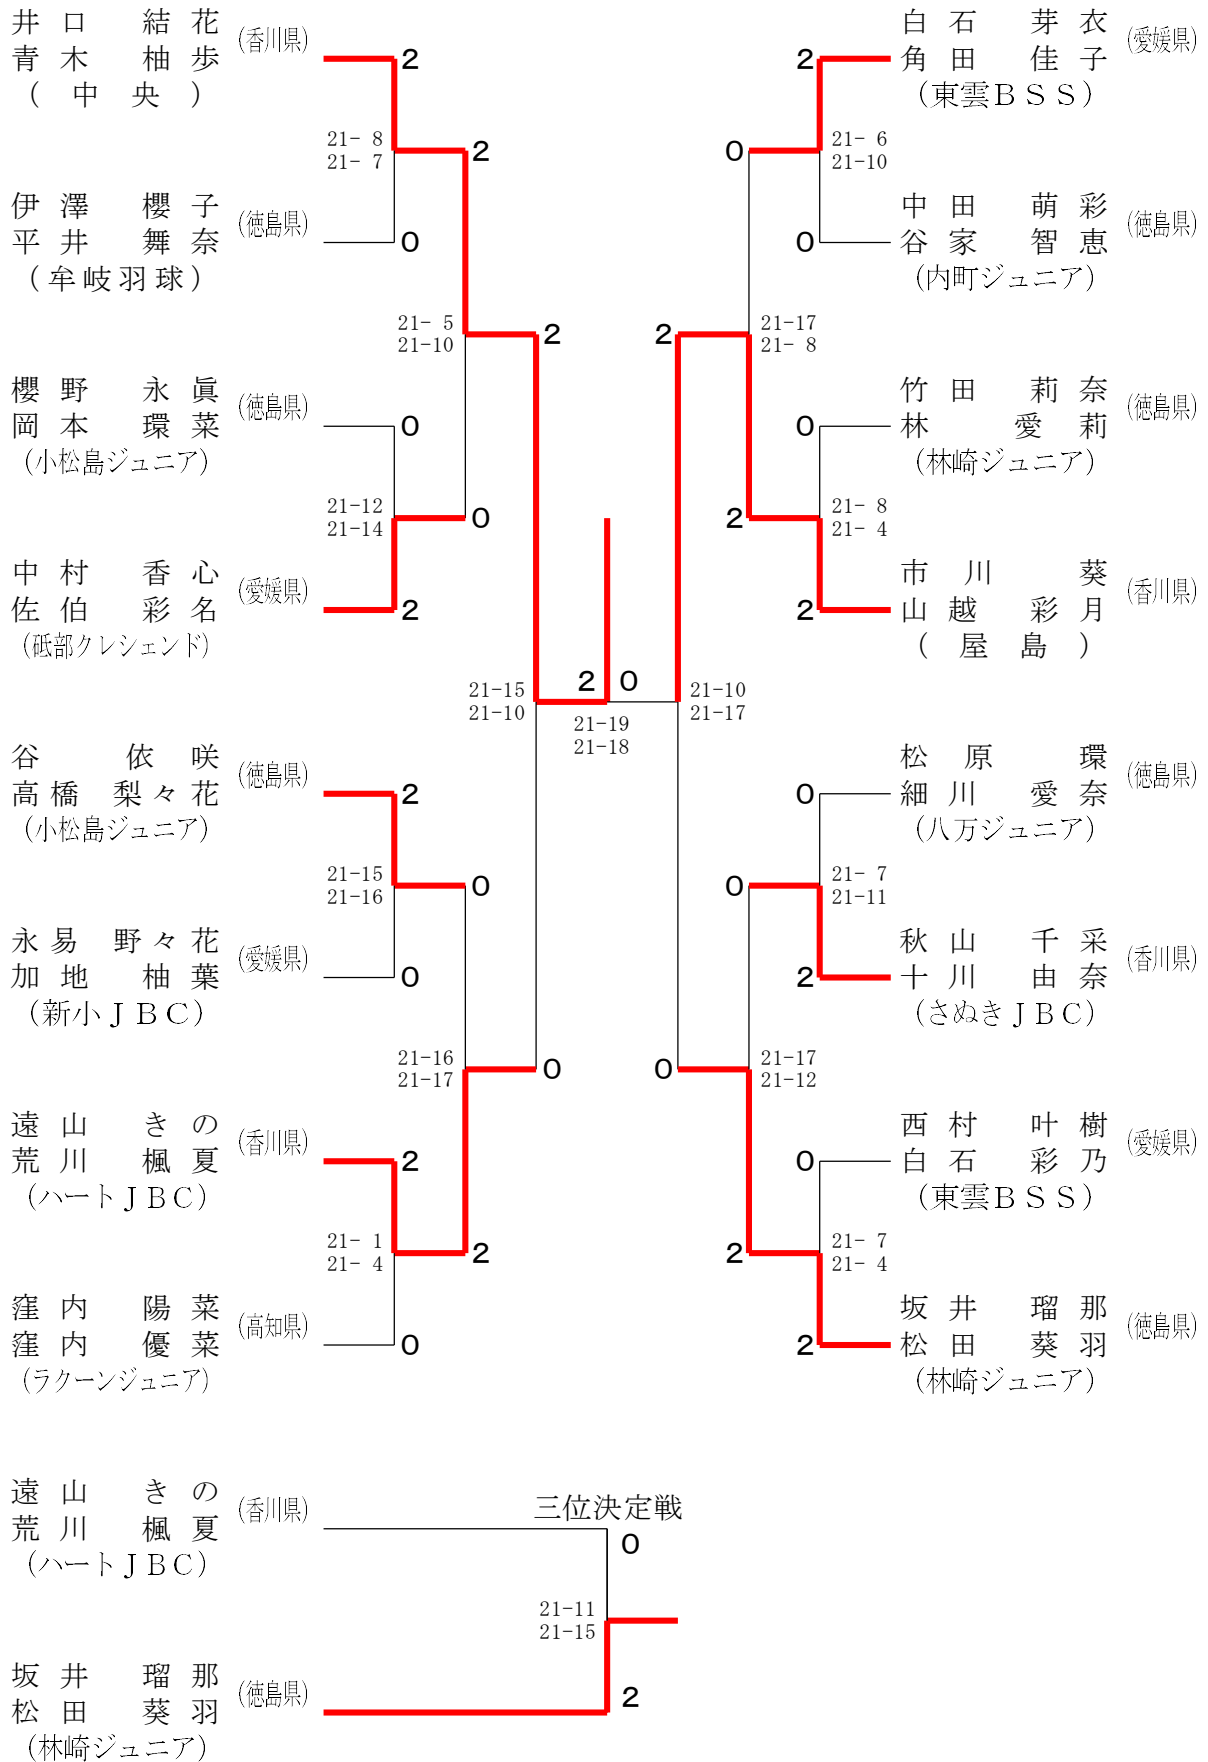 井口 結花
青木 柚歩
(香川県)
(中央)
2
21- 8
21- 7
2
伊澤 櫻子
平井 舞奈
(徳島県)
(牟岐羽球)
0
21- 5
21-10
2
櫻野 永眞
岡本 環菜
(徳島県)
(小松島ジュニア)
0
21-12
21-14
0
中村 香心
佐伯 彩名
(愛媛県)
(砥部クレシェンド)
2
21-15
21-10
2 0
21-19
21-18
谷 依咲
高橋 梨々花
(徳島県)
(小松島ジュニア)
2
21-15
21-16
0
永易 野々花
加地 柚葉
(愛媛県)
(新小JBC)
0
21-16
21-17
0
遠山 きの
荒川 楓夏
(香川県)
(ハートJBC)
2
21- 1
21- 4
2
窪内 陽菜
窪内 優菜
(高知県)
(ラクーンジュニア)
0
白石 芽衣
角田 佳子
(愛媛県)
(東雲BSS)
2
21- 6
21-10
0
中田 萌彩
谷家 智恵
(徳島県)
(内町ジュニア)
0
21-17
21- 8
2
竹田 莉奈
林 愛莉
(徳島県)
(林崎ジュニア)
0
21- 8
21- 4
2
市川 葵
山越 彩月
(香川県)
(屋島)
2
21-10
21-17
松原 環
細川 愛奈
(徳島県)
(八万ジュニア)
0
21- 7
21-11
0
秋山 千采
十川 由奈
(香川県)
(さぬきJBC)
2
21-17
21-12
0
西村 叶樹
白石 彩乃
(愛媛県)
(東雲BSS)
0
21- 7
21- 4
2
坂井 瑠那
松田 葵羽
(徳島県)
(林崎ジュニア)
2
三位決定戦
遠山 きの
荒川 楓夏
(香川県)
(ハートJBC)
0
21-11
21-15
坂井 瑠那
松田 葵羽
(徳島県)
(林崎ジュニア)
2